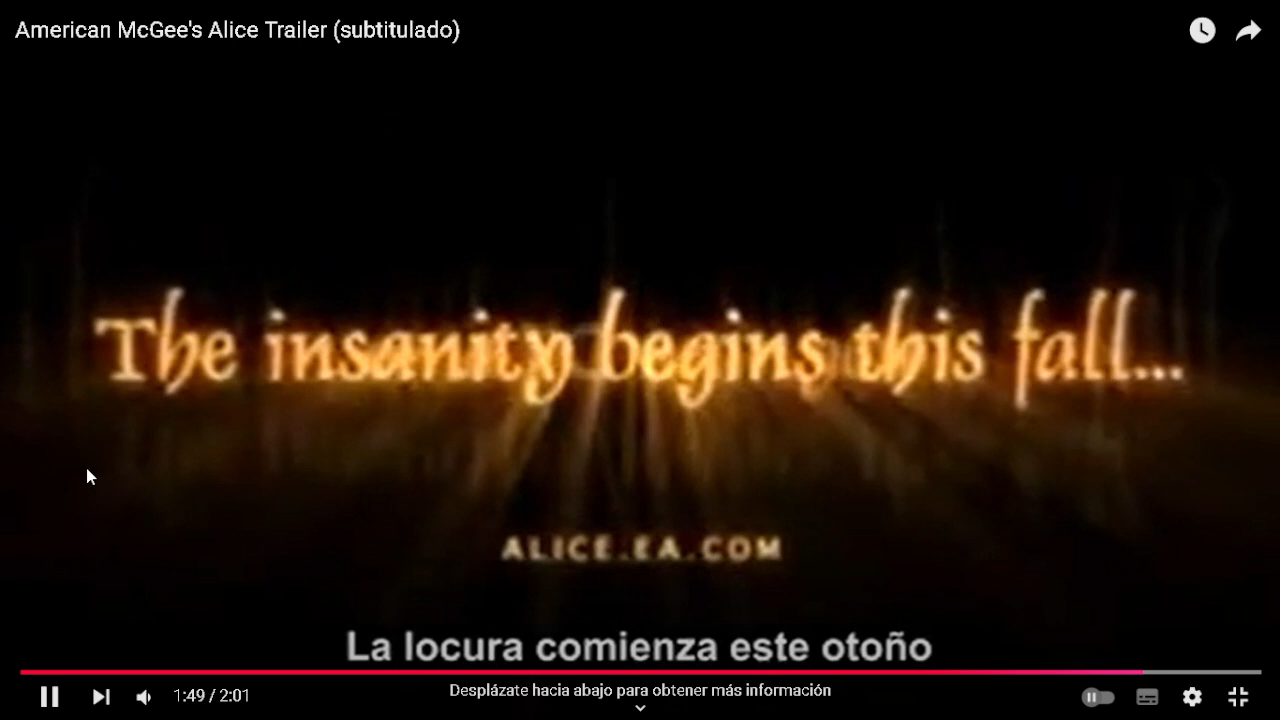 American McGee's Alice Trailer (subtitulado)
The insanity begins this fall...
ALICE.EA.COM
La locura comienza este otoño
1:49 / 2:01
Desplázate hacia abajo para obtener más información